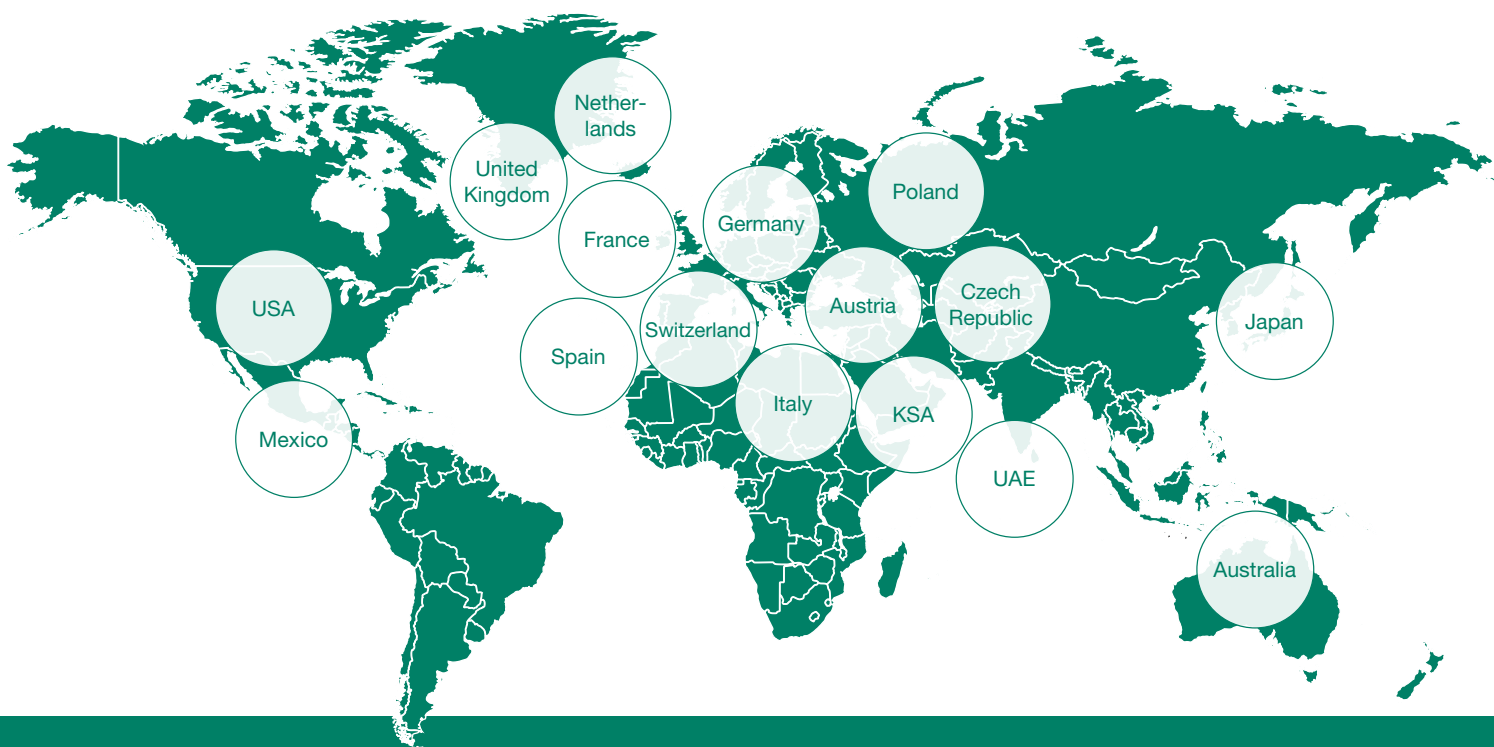 Nether-
lands
United
Kingdom
Poland
Germany
France
USA
Austria
Czech
Republic
Japan
Switzerland
Spain
Italy
KSA
Mexico
UAE
Australia